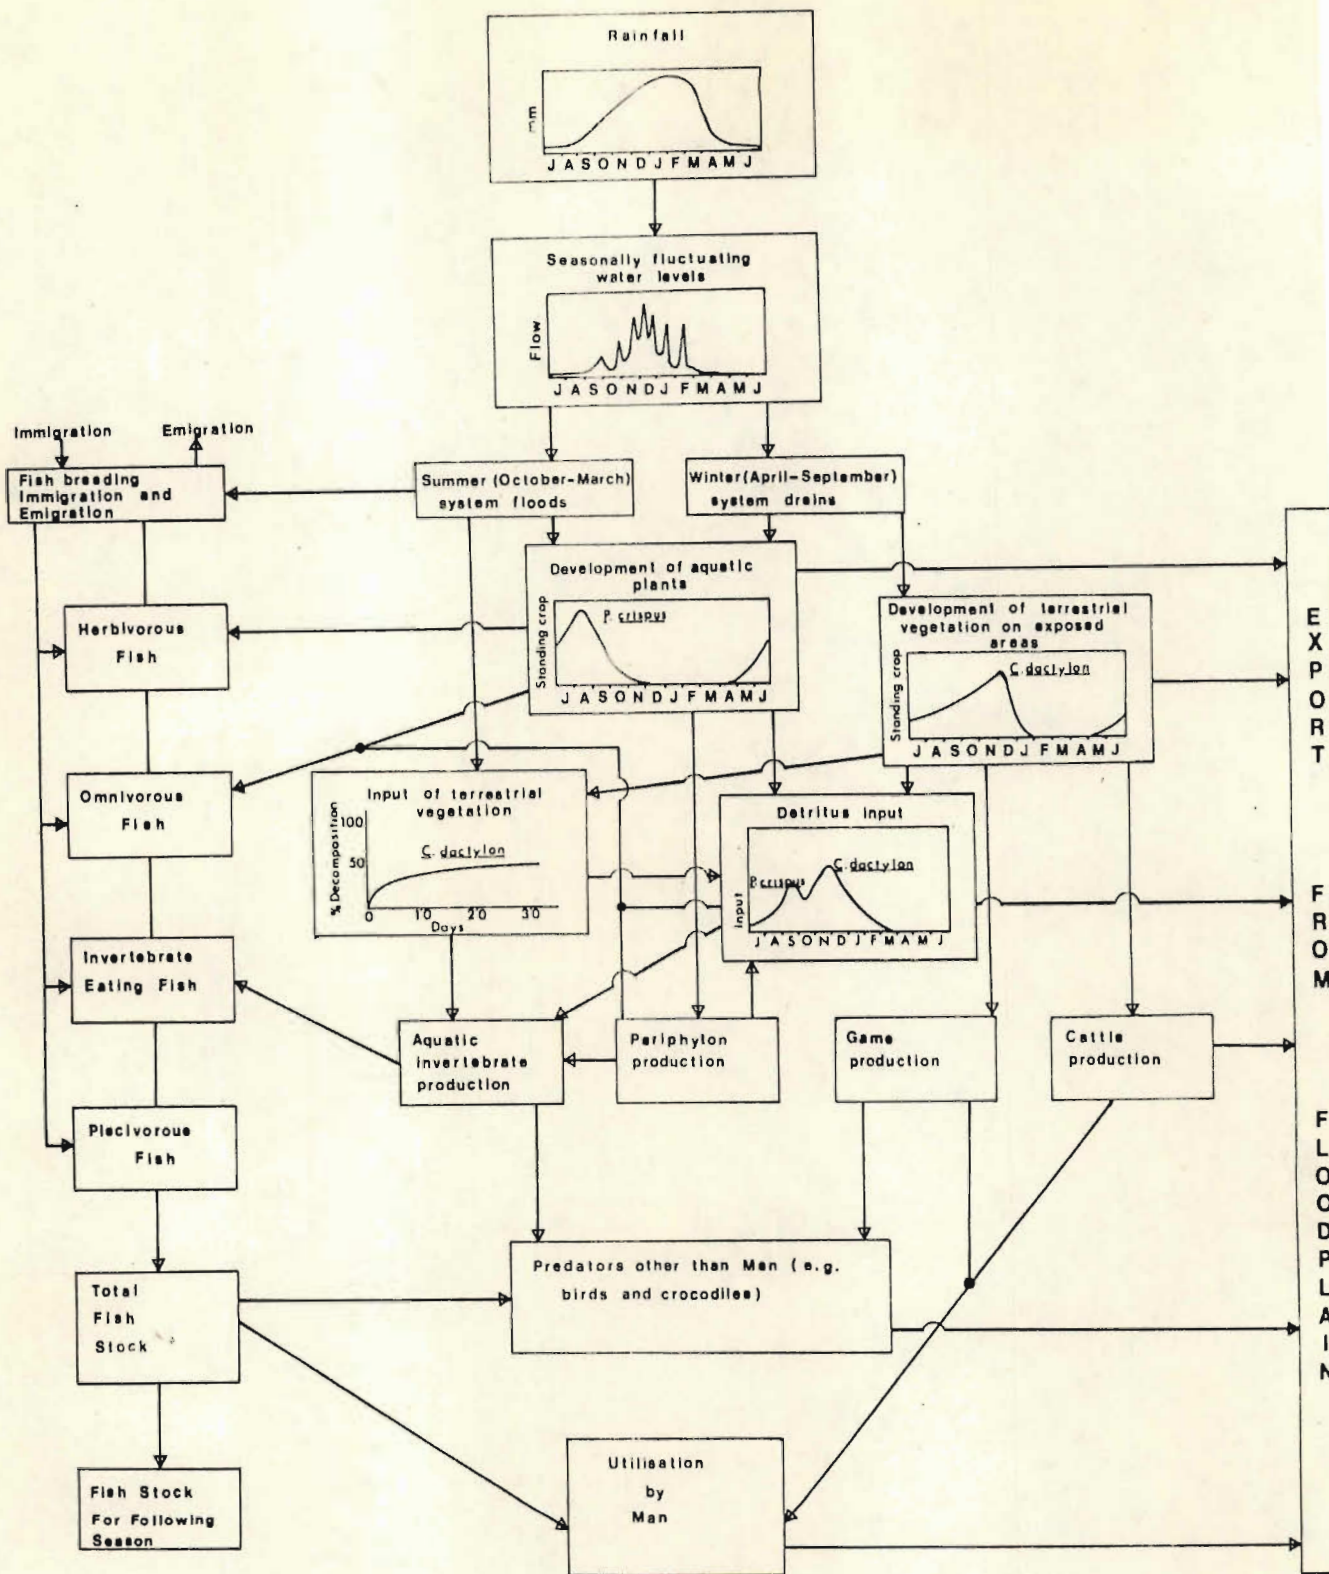 Rainfall
mm
J A S O N D J F M A M J
Seasonally fluctuating
water levels
Flow
J A S O N D J F M A M J
Immigration Emigration
Fish breeding
Immigration and
Emigration
Summer (October-March)
system floods
Winter (April-September)
system drains
Development of aquatic
plants
Standing crop
P. crispus
J A S O N D J F M A M J
Development of terrestrial
vegetation on exposed
areas
Standing crop
C. dactylon
J A S O N D J F M A M J
Herbivorous
Fish
Omnivorous
Fish
Input of terrestrial
vegetation
% Decomposition
100
50
C. dactylon
0 10 20 30
Days
Detritus input
input
P. crispus
C. dactylon
J A S O N D J F M A M J
Invertebrate
Eating Fish
Aquatic
invertebrate
production
Periphyton
production
Game
production
Cattle
production
Piscivorous
Fish
Total
Fish
Stock
Predators other than Man (e.g.
birds and crocodiles)
Fish Stock
For Following
Season
Utilisation
by
Man
EXPORT
FROM
FLOODPLAIN